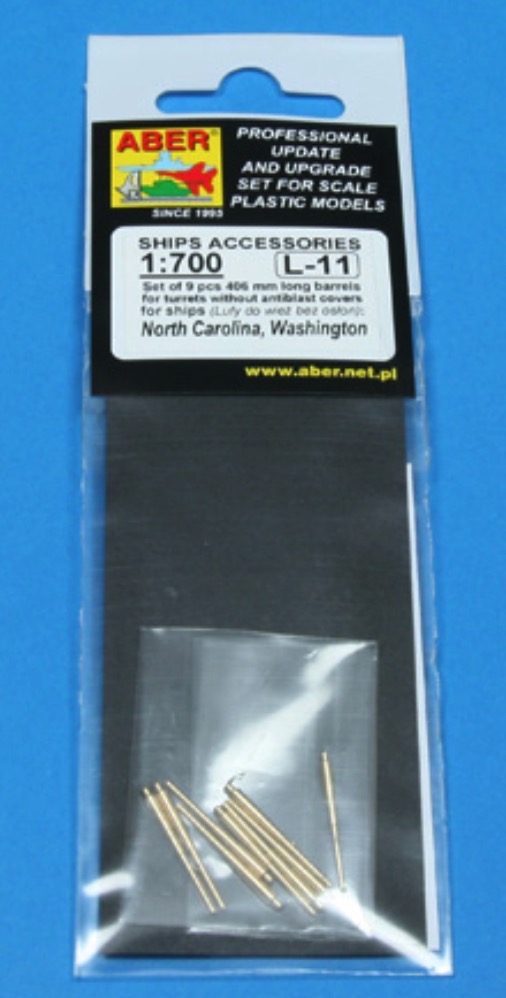 ABER®
SINCE 1995
PROFESSIONAL
UPDATE
AND UPGRADE
SET FOR SCALE
PLASTIC MODELS
SHIPS ACCESSORIES
1:700 L-11
Set of 9 pcs 406 mm long barrels
for turrets without antiblast covers
for ships (Lufy do wież bez osłon):
North Carolina, Washington
www.aber.net.pl